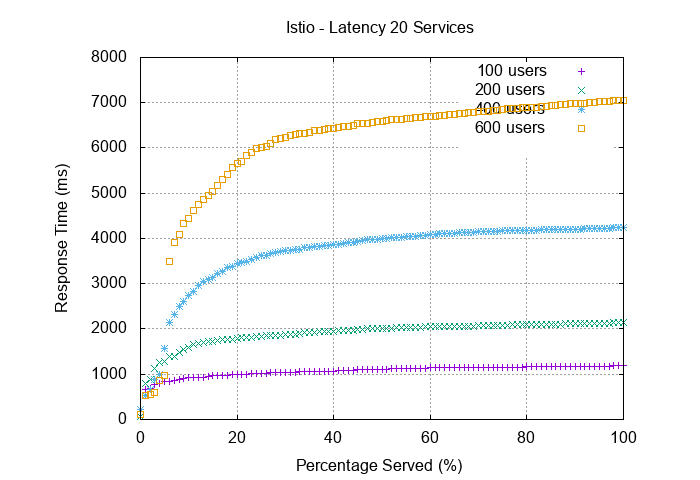 Istio - Latency 20 Services
8000
7000
6000
5000
4000
3000
2000
1000
0
0 20 40 60 80 100
Response Time (ms)
Percentage Served (%)
100 users
200 users
400 users
600 users